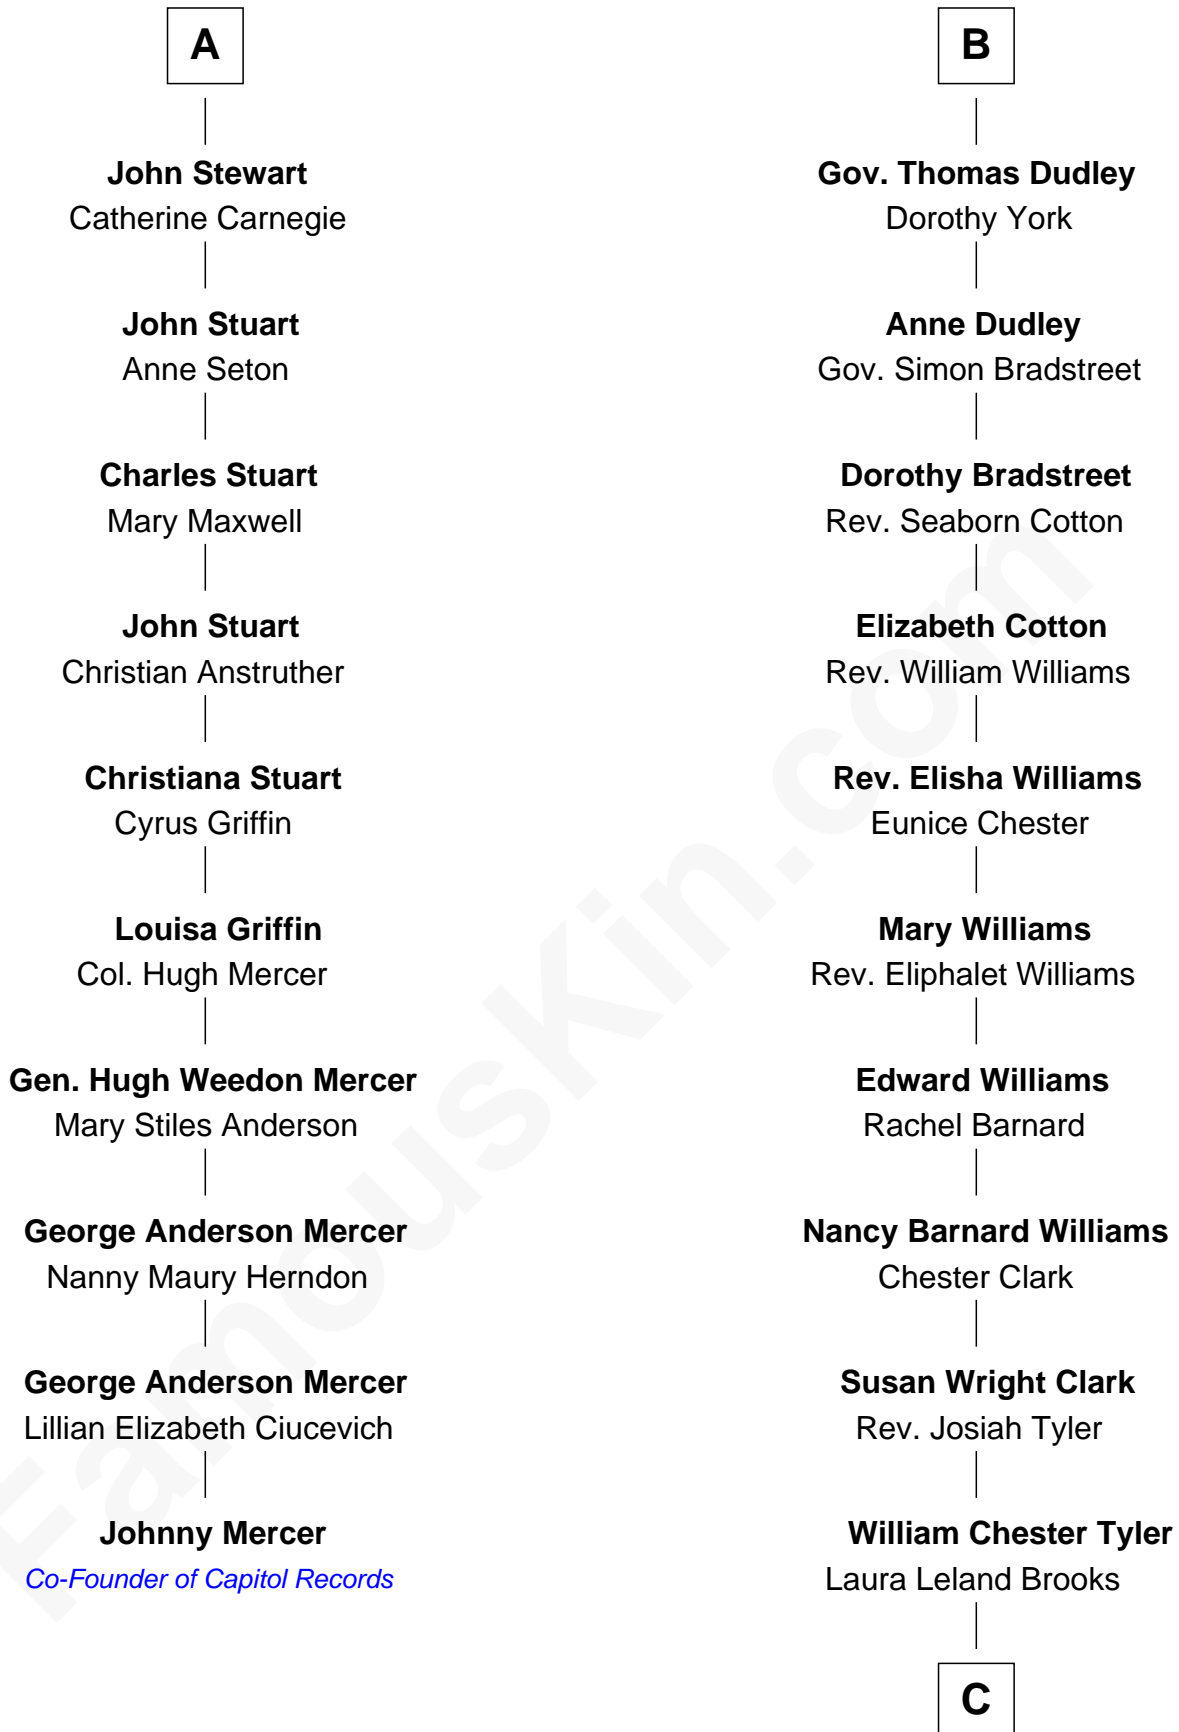 A
John Stewart
Catherine Carnegie
John Stuart
Anne Seton
Charles Stuart
Mary Maxwell
John Stuart
Christian Anstruther
Christiana Stuart
Cyrus Griffin
Louisa Griffin
Col. Hugh Mercer
Gen. Hugh Weedon Mercer
Mary Stiles Anderson
George Anderson Mercer
Nanny Maury Herndon
George Anderson Mercer
Lillian Elizabeth Ciucevich
Johnny Mercer
Co-Founder of Capitol Records
B
Gov. Thomas Dudley
Dorothy York
Anne Dudley
Gov. Simon Bradstreet
Dorothy Bradstreet
Rev. Seaborn Cotton
Elizabeth Cotton
Rev. William Williams
Rev. Elisha Williams
Eunice Chester
Mary Williams
Rev. Eliphalet Williams
Edward Williams
Rachel Barnard
Nancy Barnard Williams
Chester Clark
Susan Wright Clark
Rev. Josiah Tyler
William Chester Tyler
Laura Leland Brooks
C
FamousKin.com